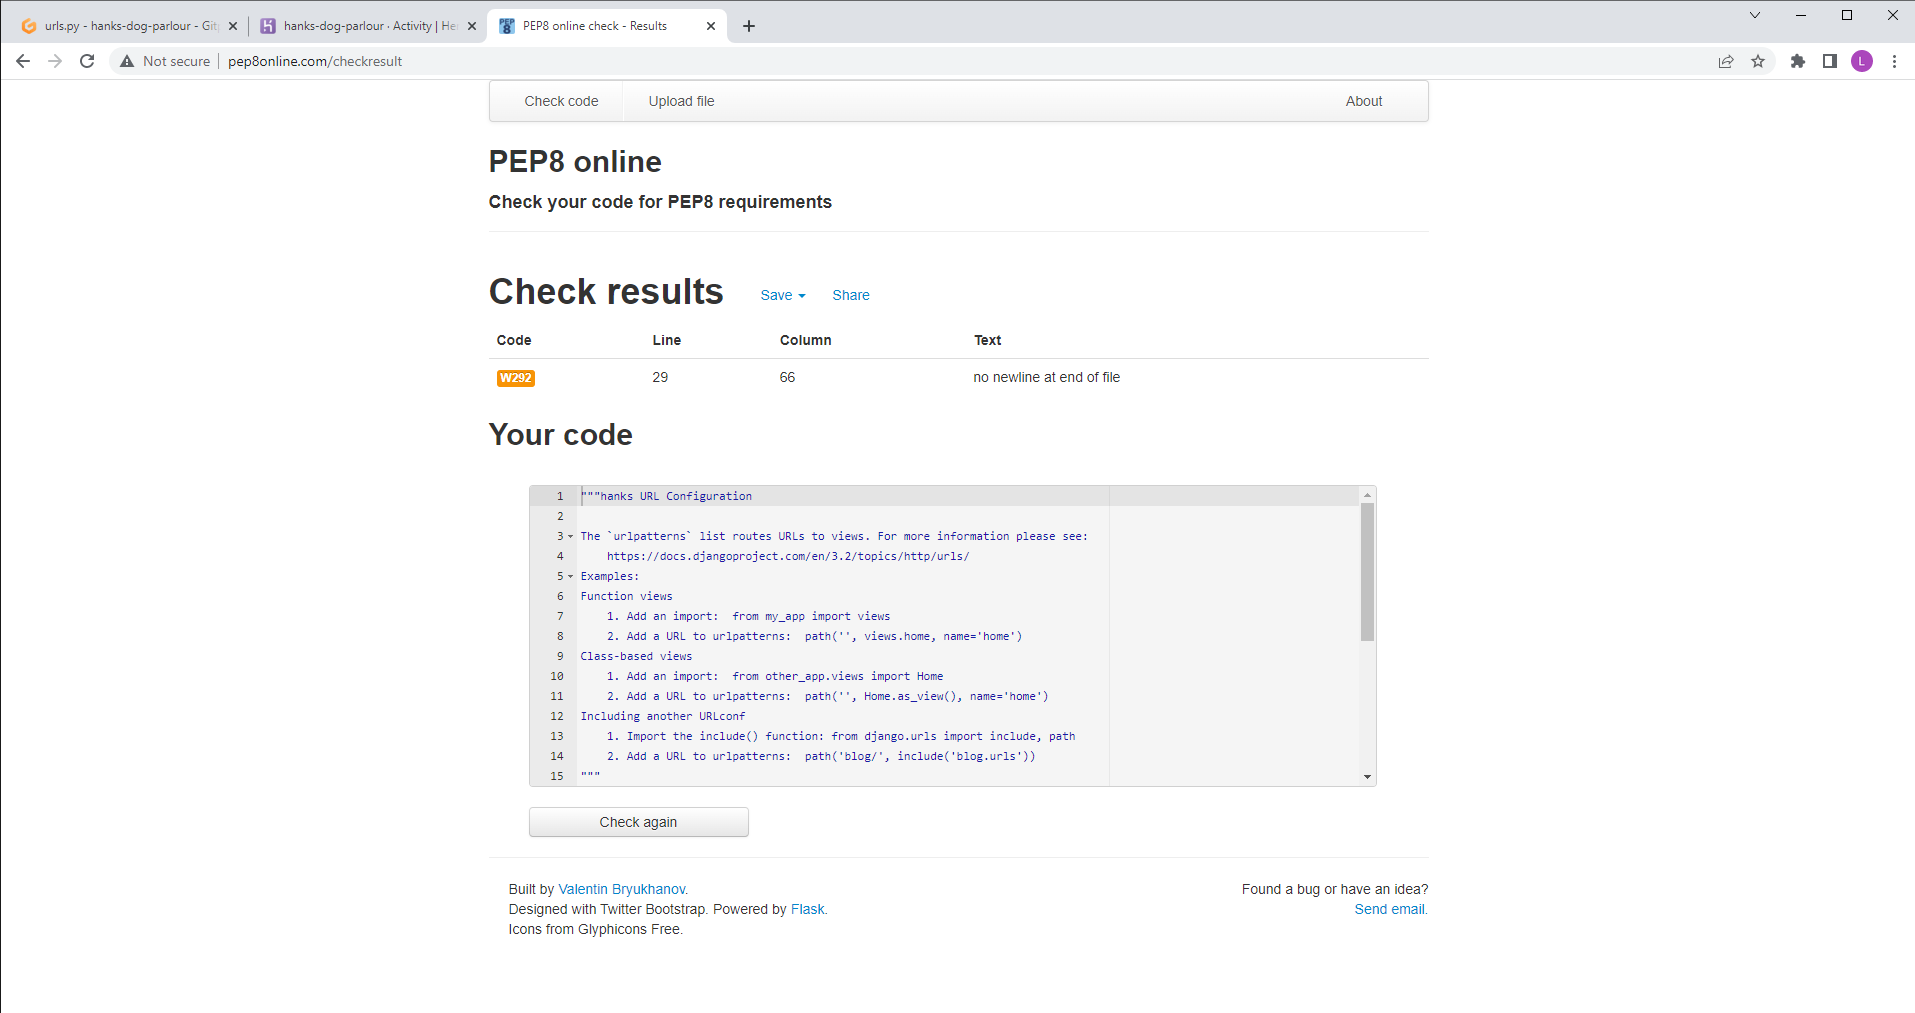 urls.py - hanks-dog-parlour - Gitp
hanks-dog-parlour · Activity | Her
PEP8 online check - Results
Not secure
pep8online.com/checkresult
L
Check code
Upload file
About
PEP8 online
Check your code for PEP8 requirements
Check results
Save
Share
Code Line Column Text
W292 29 66 no newline at end of file
Your code
1 """hanks URL Configuration
2
3 The `urlpatterns` list routes URLs to views. For more information please see:
4     https://docs.djangoproject.com/en/3.2/topics/http/urls/
5 Examples:
6 Function views
7     1. Add an import:  from my_app import views
8     2. Add a URL to urlpatterns:  path('', views.home, name='home')
9 Class-based views
10     1. Add an import:  from other_app.views import Home
11     2. Add a URL to urlpatterns:  path('', Home.as_view(), name='home')
12 Including another URLconf
13     1. Import the include() function: from django.urls import include, path
14     2. Add a URL to urlpatterns:  path('blog/', include('blog.urls'))
15 """
Check again
Built by Valentin Bryukhanov.
Designed with Twitter Bootstrap. Powered by Flask.
Icons from Glyphicons Free.
Found a bug or have an idea?
Send email.